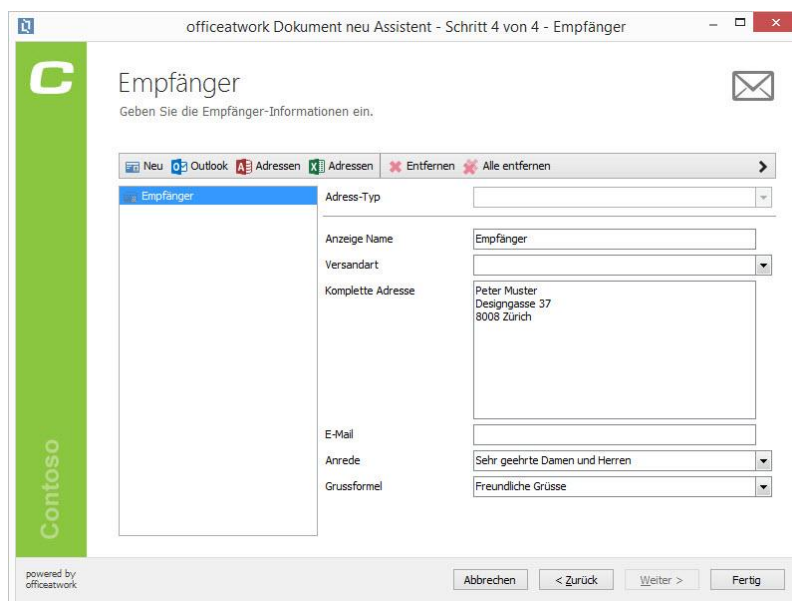 officeatwork Dokument neu Assistent - Schritt 4 von 4 - Empfänger
C
Empfänger
Geben Sie die Empfänger-Informationen ein.
Neu Outlook Adressen Adressen Entfernen Alle entfernen
Empfänger
Adress-Typ
Anzeige Name Empfänger
Versandart
Komplette Adresse Peter Muster
Designgasse 37
8008 Zürich
E-Mail
Anrede Sehr geehrte Damen und Herren
Grussformel Freundliche Grüsse
Contoso
powered by
officeatwork
Abbrechen < Zurück Weiter > Fertig